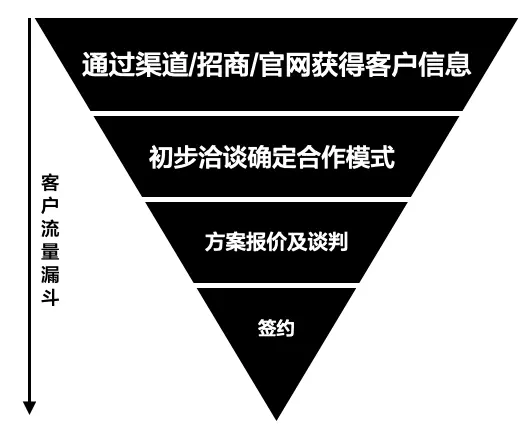 通过渠道/招商/官网获得客户信息
初步洽谈确定合作模式
方案报价及谈判
签约
客户流量漏斗